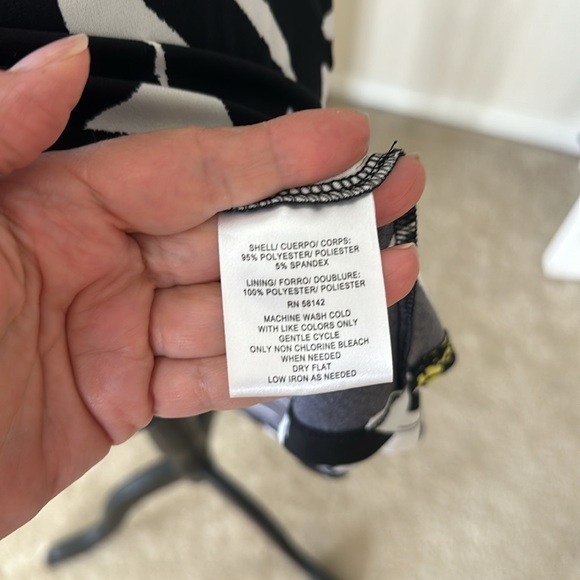 SHELL/ CUERPO/ CORPS:
95% POLYESTER/ POLIESTER
5% SPANDEX
LINING/ FORRO/ DOUBLURE:
100% POLYESTER/ POLIESTER
RN 58142
MACHINE WASH COLD
WITH LIKE COLORS ONLY
GENTLE CYCLE
ONLY NON CHLORINE BLEACH
WHEN NEEDED
DRY FLAT
LOW IRON AS NEEDED